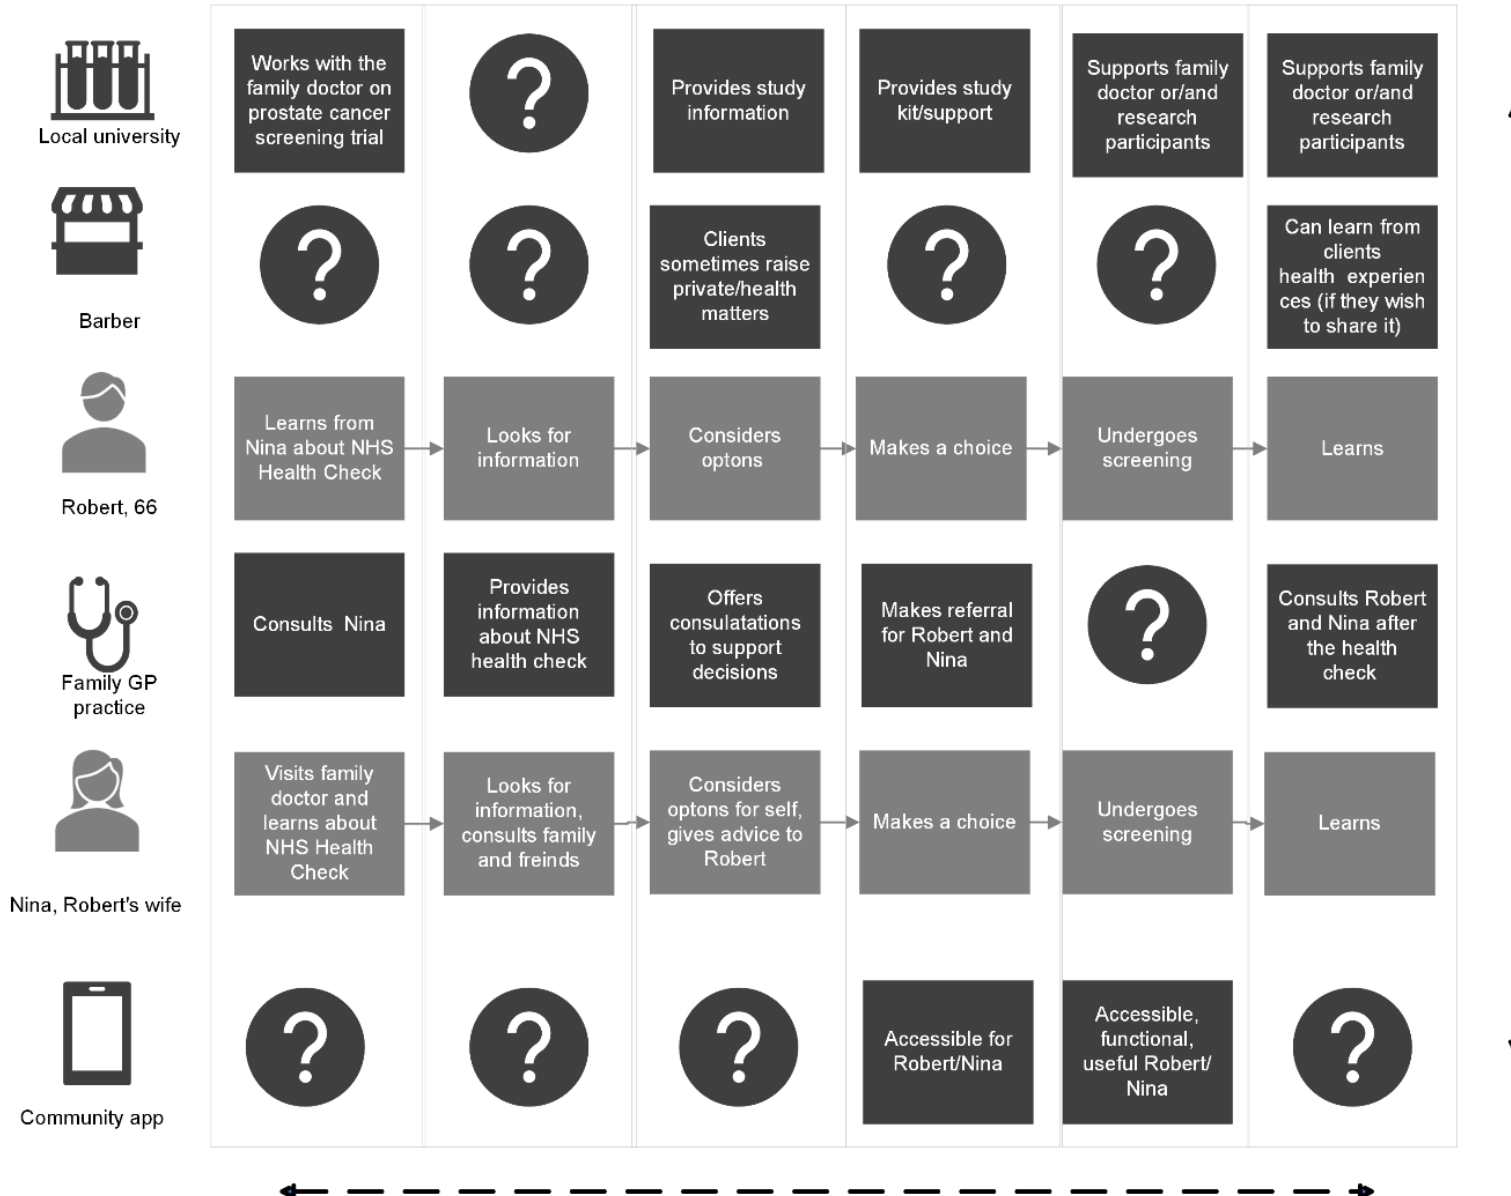 Works with the
family doctor on
prostate cancer
screening trial
?
Provides study
information
Provides study
kit/support
Supports family
doctor or/and
research
participants
Supports family
doctor or/and
research
participants
Local university
?
?
Clients
sometimes raise
private/health
matters
?
?
Can learn from
clients
health  experien
ces (if they wish
to share it)
Barber
Learns from
Nina about NHS
Health Check
Looks for
information
Considers
optons
Makes a choice
Undergoes
screening
Learns
Robert, 66
Consults  Nina
Provides
information
about NHS
health check
Offers
consulatations
to support
decisions
Makes referral
for Robert and
Nina
?
Consults Robert
and Nina after
the health
check
Family GP
practice
Visits family
doctor and
learns about
NHS Health
Check
Looks for
information,
consults family
and freinds
Considers
optons for self,
gives advice to
Robert
Makes a choice
Undergoes
screening
Learns
Nina, Robert's wife
?
?
?
Accessible for
Robert/Nina
Accessible,
functional,
useful Robert/
Nina
?
Community app